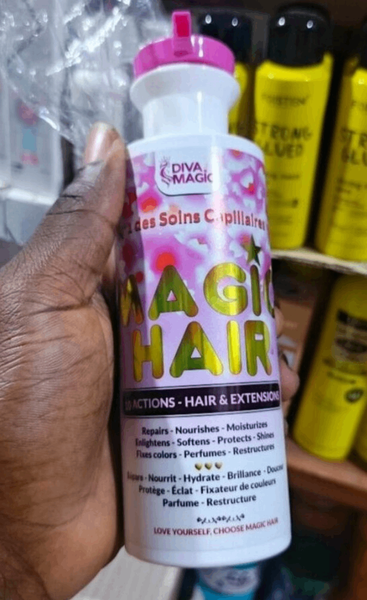 DIVA
MAGIC
des Soins Capillaires
MAGIC
HAIR
10 ACTIONS - HAIR & EXTENSIONS
Repairs - Nourishes - Moisturizes
Enlightens - Softens - Protects - Shines
Fixes colors - Perfumes - Restructures
Répare - Nourrit - Hydrate - Brillance - Douceur
Protège - Éclat - Fixateur de couleurs
Parfume - Restructure
LOVE YOURSELF, CHOOSE MAGIC HAIR
STRONG
GLUED
STRO
GLU